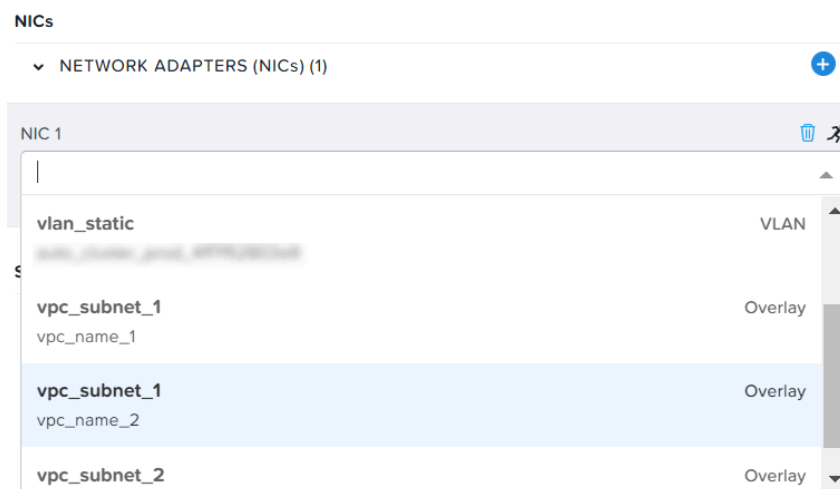 NICs
NETWORK ADAPTERS (NICs) (1)
NIC 1
vlan_static VLAN
vpc_subnet_1 Overlay
vpc_name_1
vpc_subnet_1 Overlay
vpc_name_2
vpc_subnet_2 Overlay